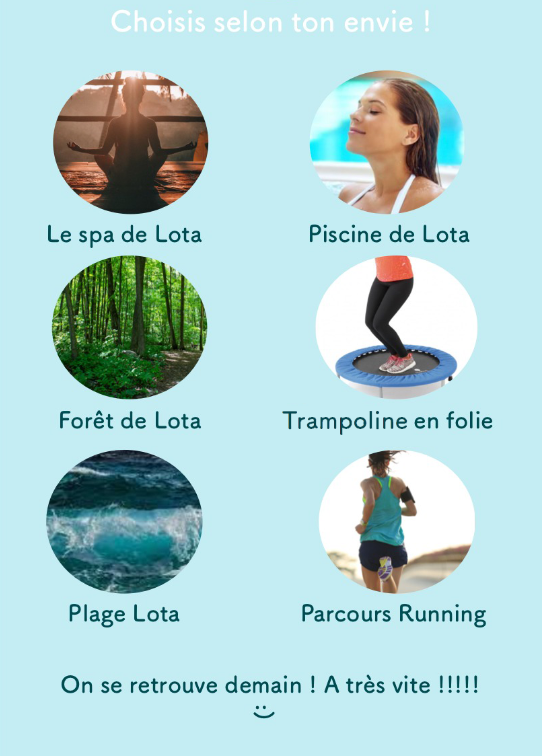 Choisis selon ton envie !
Le spa de Lota
Piscine de Lota
Forêt de Lota
Trampoline en folie
Plage Lota
Parcours Running
On se retrouve demain ! A très vite !!!!!